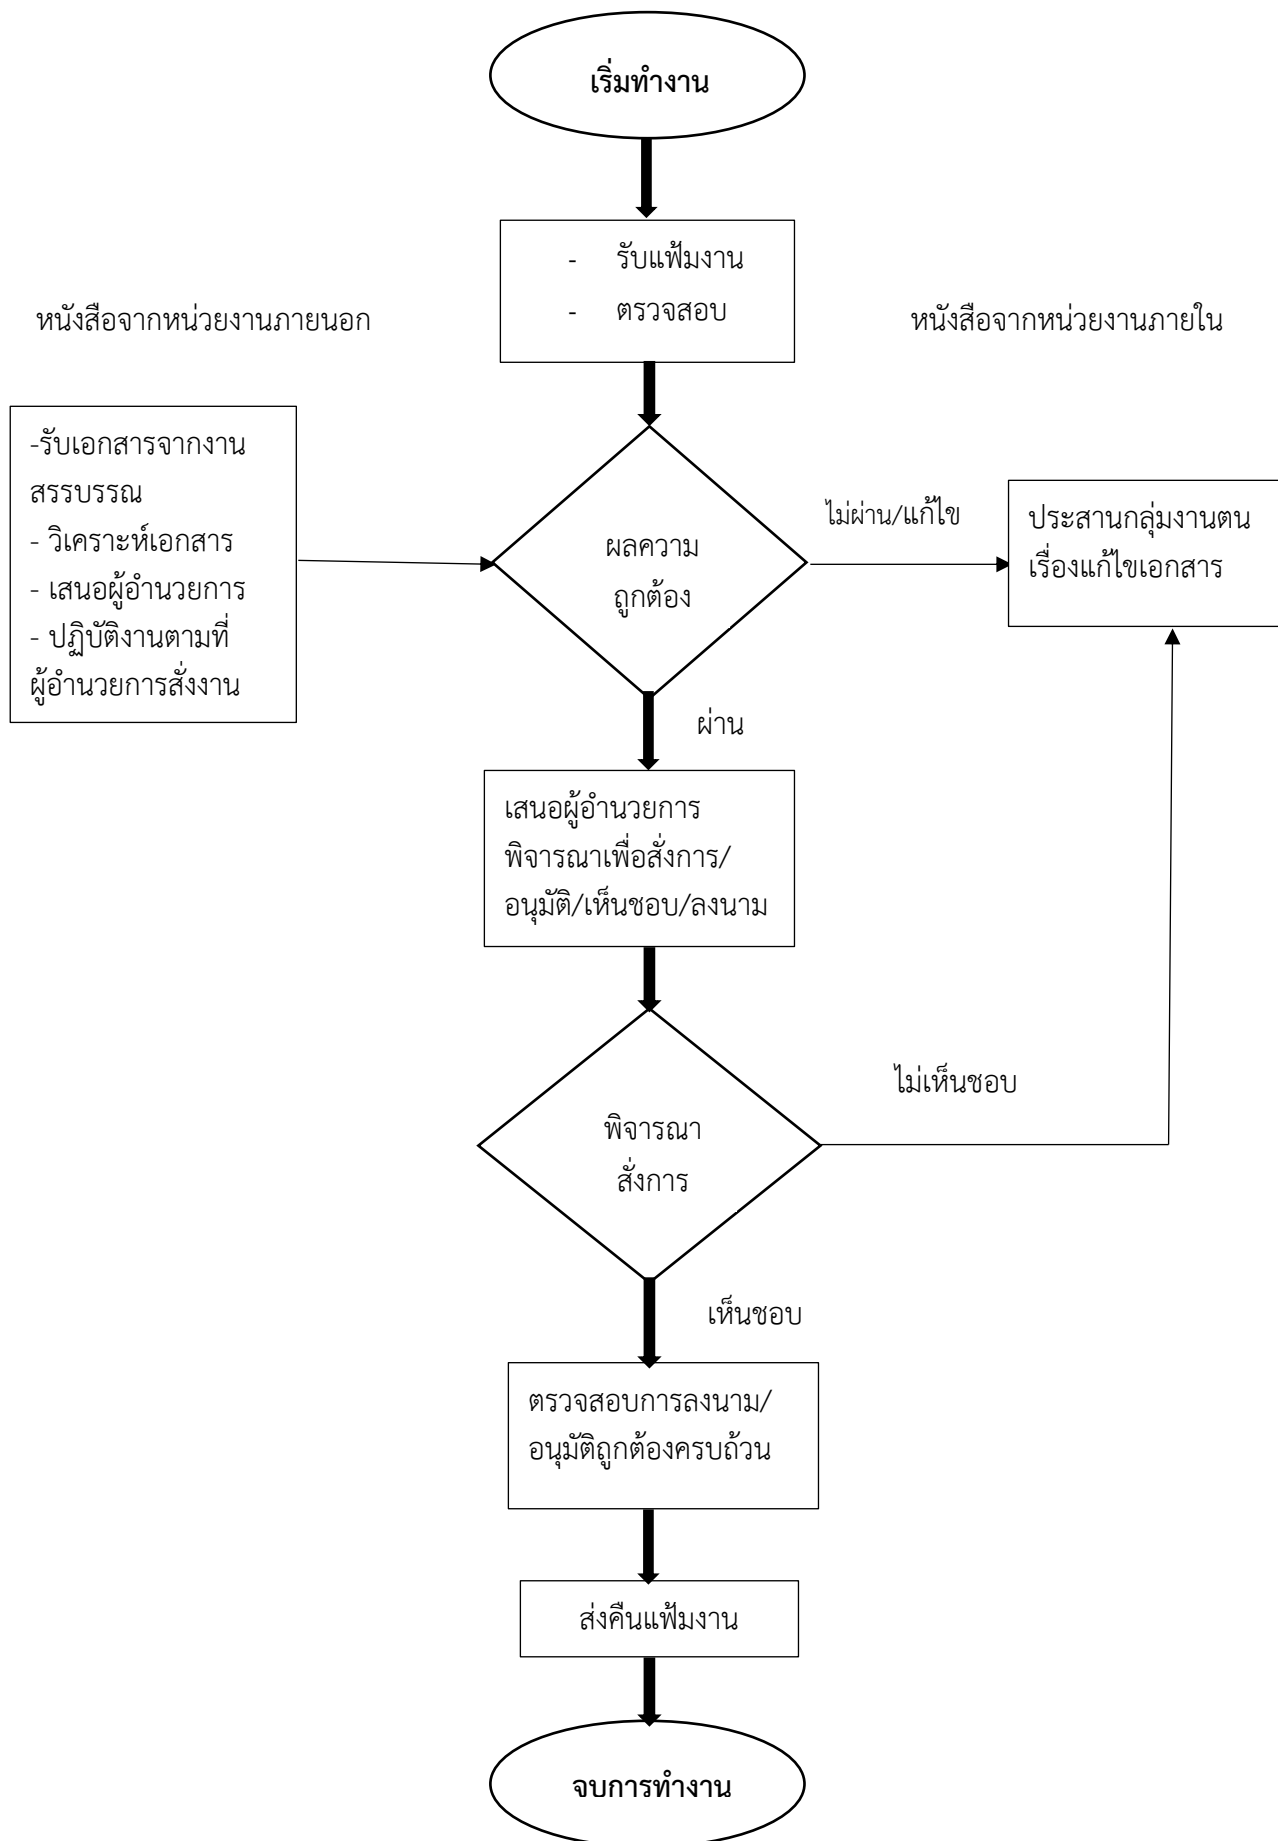 เริ่มทำงาน
- รับแฟ้มงาน
- ตรวจสอบ
หนังสือจากหน่วยงานภายนอก
หนังสือจากหน่วยงานภายใน
-รับเอกสารจากงาน
สรรบรรณ
- วิเคราะห์เอกสาร
- เสนอผู้อำนวยการ
- ปฏิบัติงานตามที่
ผู้อำนวยการสั่งงาน
ผลความ
ถูกต้อง
ไม่ผ่าน/แก้ไข
ประสานกลุ่มงานตน
เรื่องแก้ไขเอกสาร
ผ่าน
เสนอผู้อำนวยการ
พิจารณาเพื่อสั่งการ/
อนุมัติ/เห็นชอบ/ลงนาม
พิจารณา
สั่งการ
ไม่เห็นชอบ
เห็นชอบ
ตรวจสอบการลงนาม/
อนุมัติถูกต้องครบถ้วน
ส่งคืนแฟ้มงาน
จบการทำงาน